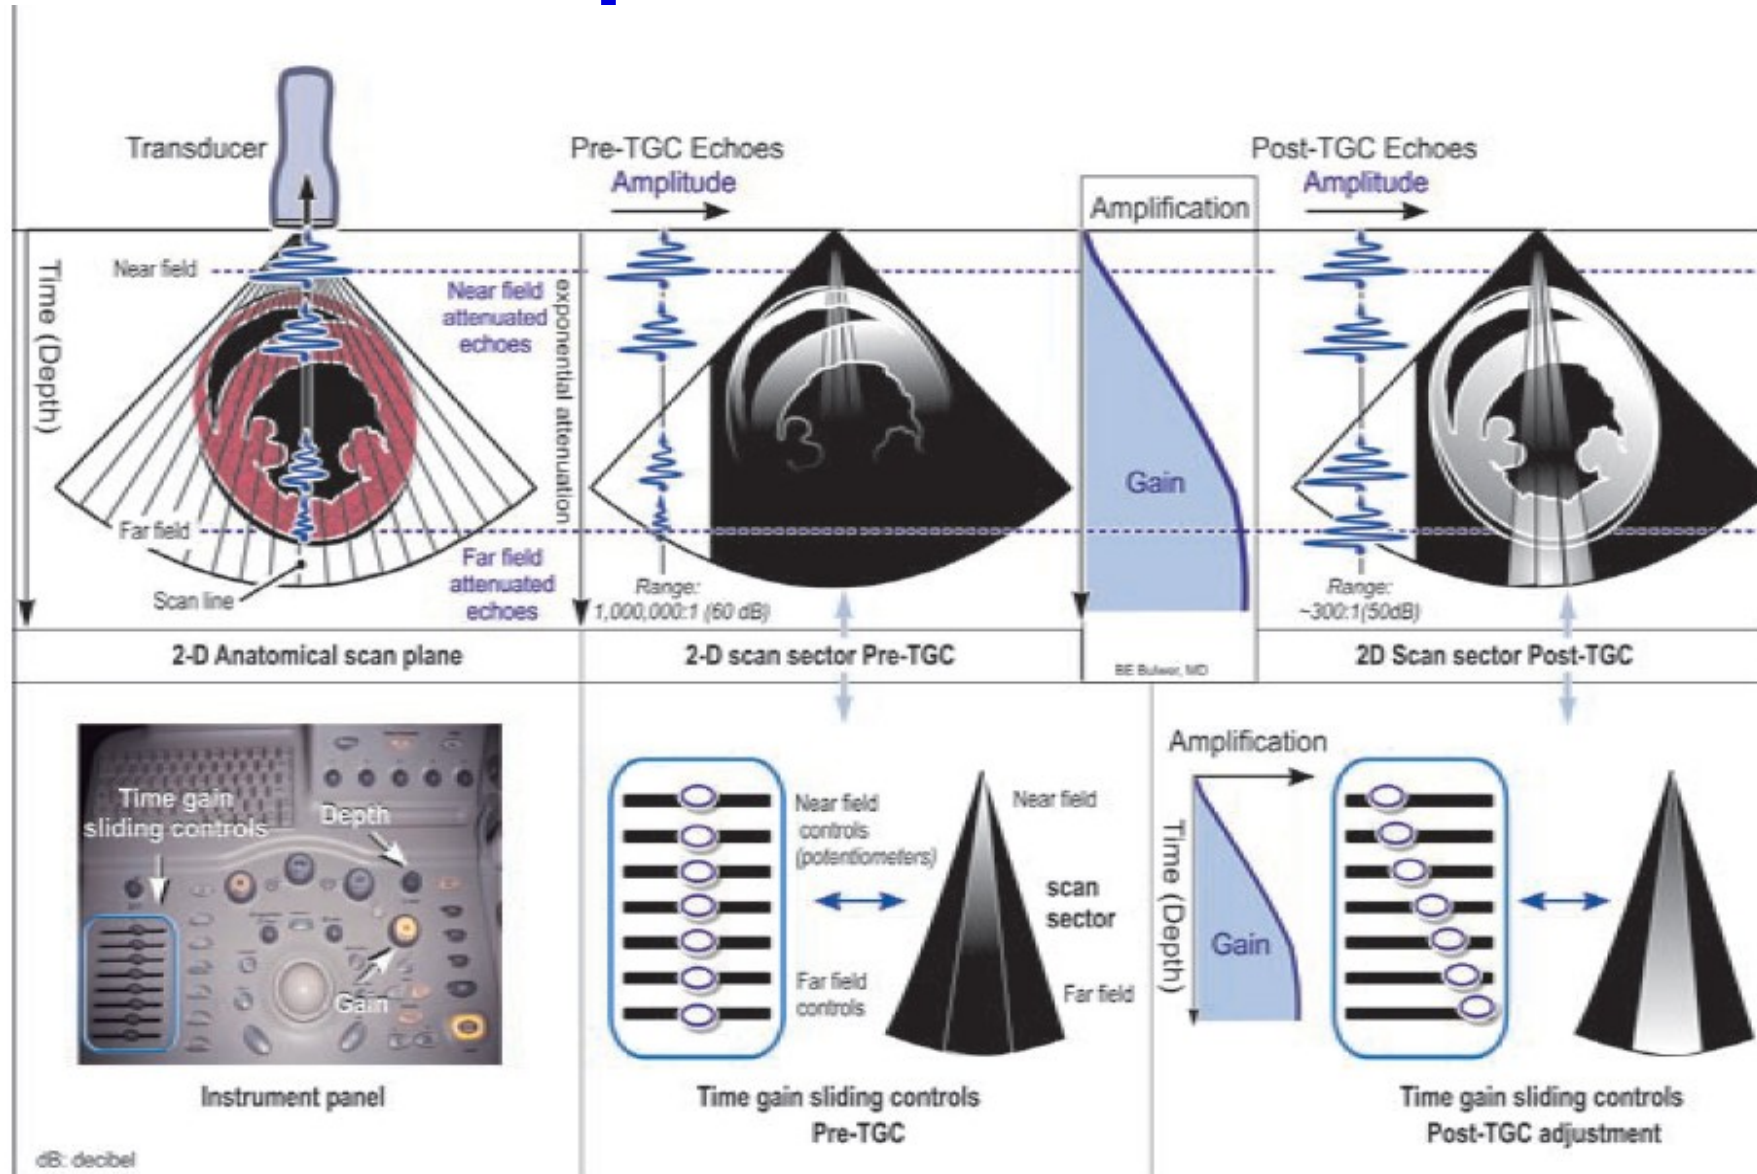 Transducer
Pre-TGC Echoes
Amplitude
Amplification
Post-TGC Echoes
Amplitude
Time (Depth)
Near field
Near field
attenuated
echoes
exponential attenuation
Gain
Far field
Far field
attenuated
echoes
Scan line
Range:
1,000,000:1 (60 dB)
Range:
~300:1(50dB)
2-D Anatomical scan plane
2-D scan sector Pre-TGC
BE Bulwer, MD
2D Scan sector Post-TGC
Time gain
sliding controls
Depth
Gain
Instrument panel
Near field
controls
(potentiometers)
Far field
controls
Near field
scan
sector
Far field
Time gain sliding controls
Pre-TGC
Amplification
Time (Depth)
Gain
Time gain sliding controls
Post-TGC adjustment
dB: decibel